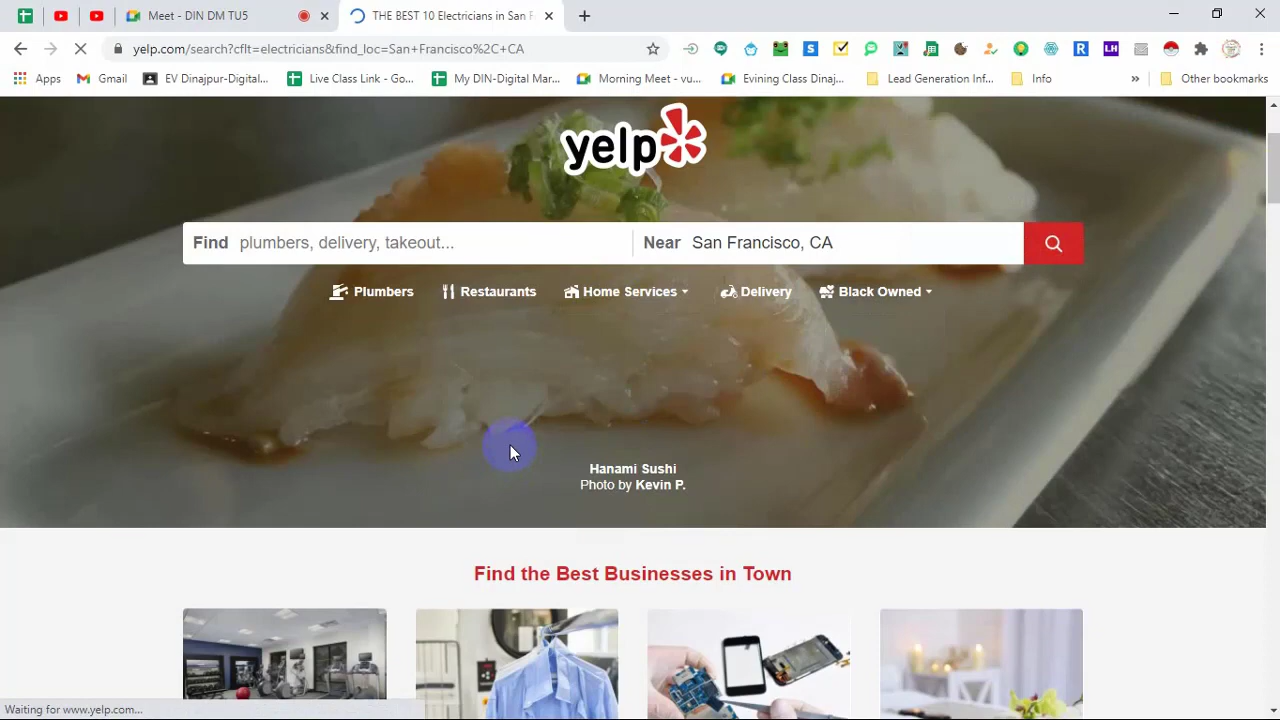 Meet - DIN DM TU5
THE BEST 10 Electricians in San F
yelp.com/search?cflt=electricians&find_loc=San+Francisco%2C+CA
Apps
Gmail
EV Dinajpur-Digital...
Live Class Link - Go...
My DIN-Digital Mar...
Morning Meet - vu...
Evining Class Dinaj...
Lead Generation Inf...
Info
»
Other bookmarks
yelp
Find plumbers, delivery, takeout...
Near San Francisco, CA
Plumbers
Restaurants
Home Services
Delivery
Black Owned
Hanami Sushi
Photo by Kevin P.
Find the Best Businesses in Town
Waiting for www.yelp.com...